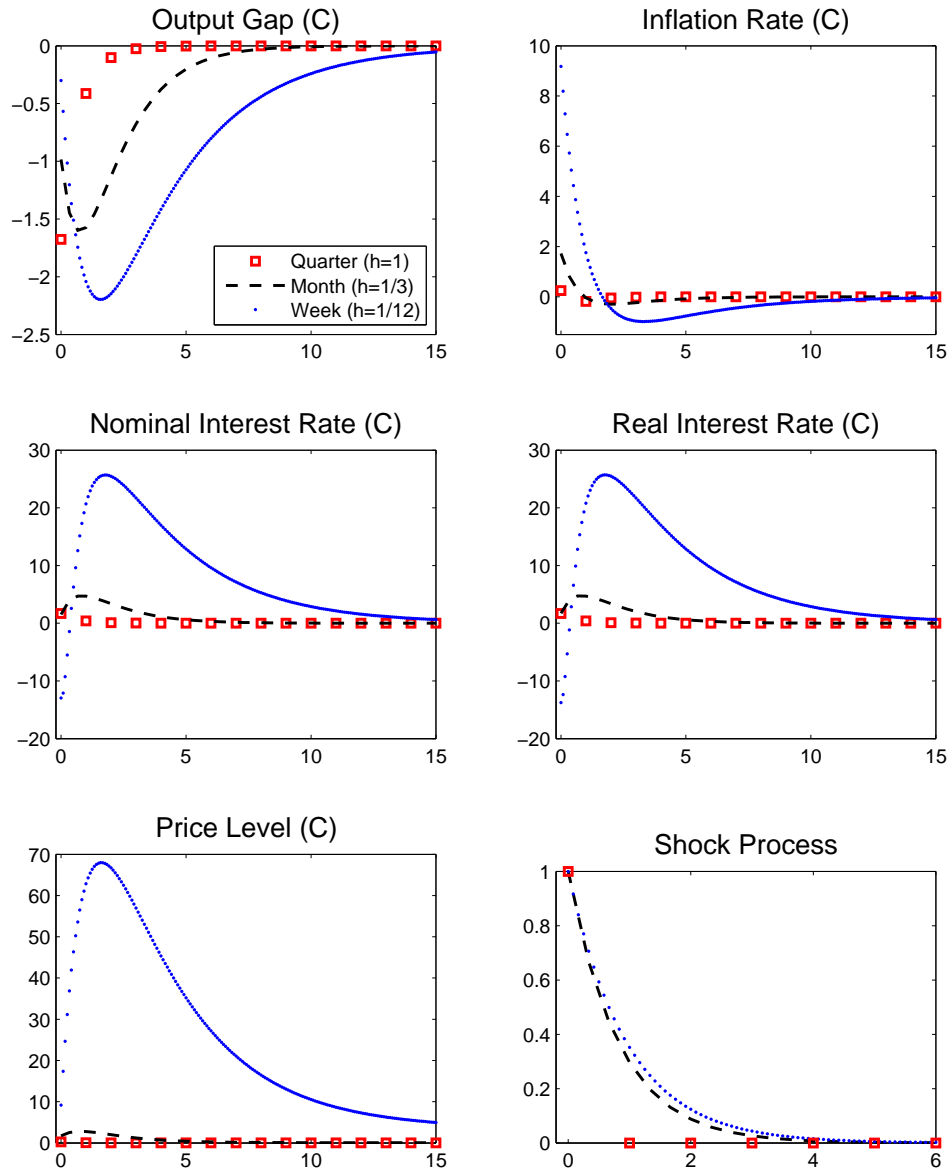 Output Gap (C)
0
−0.5
−1
−1.5
−2
−2.5
0 5 10 15
Quarter (h=1)
Month (h=1/3)
Week (h=1/12)
Inflation Rate (C)
10
8
6
4
2
0
0 5 10 15
Nominal Interest Rate (C)
30
20
10
0
−10
−20
0 5 10 15
Real Interest Rate (C)
30
20
10
0
−10
−20
0 5 10 15
Price Level (C)
70
60
50
40
30
20
10
0
0 5 10 15
Shock Process
1
0.8
0.6
0.4
0.2
0
0 2 4 6